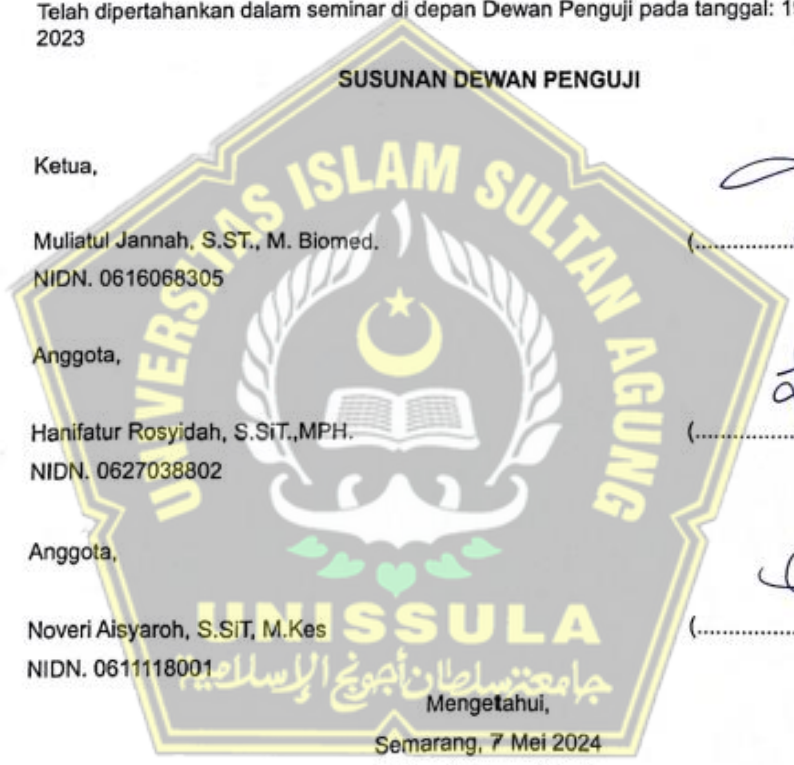 Telah dipertahankan dalam seminar di depan Dewan Penguji pada tanggal: 1
2023
SUSUNAN DEWAN PENGUJI
Ketua,
Muliatul Jannah, S.ST., M. Biomed. (................
NIDN. 0616068305
Anggota,
Hanifatur Rosyidah, S.SiT.,MPH. (................
NIDN. 0627038802
Anggota,
Noveri Aisyaroh, S.SiT, M.Kes (................
NIDN. 0611118001
Mengetahui,
Semarang, 7 Mei 2024
UNIVERSITAS ISLAM SULTAN AGUNG
UNISSULA
جامعة سلطان أجونج الإسلامية